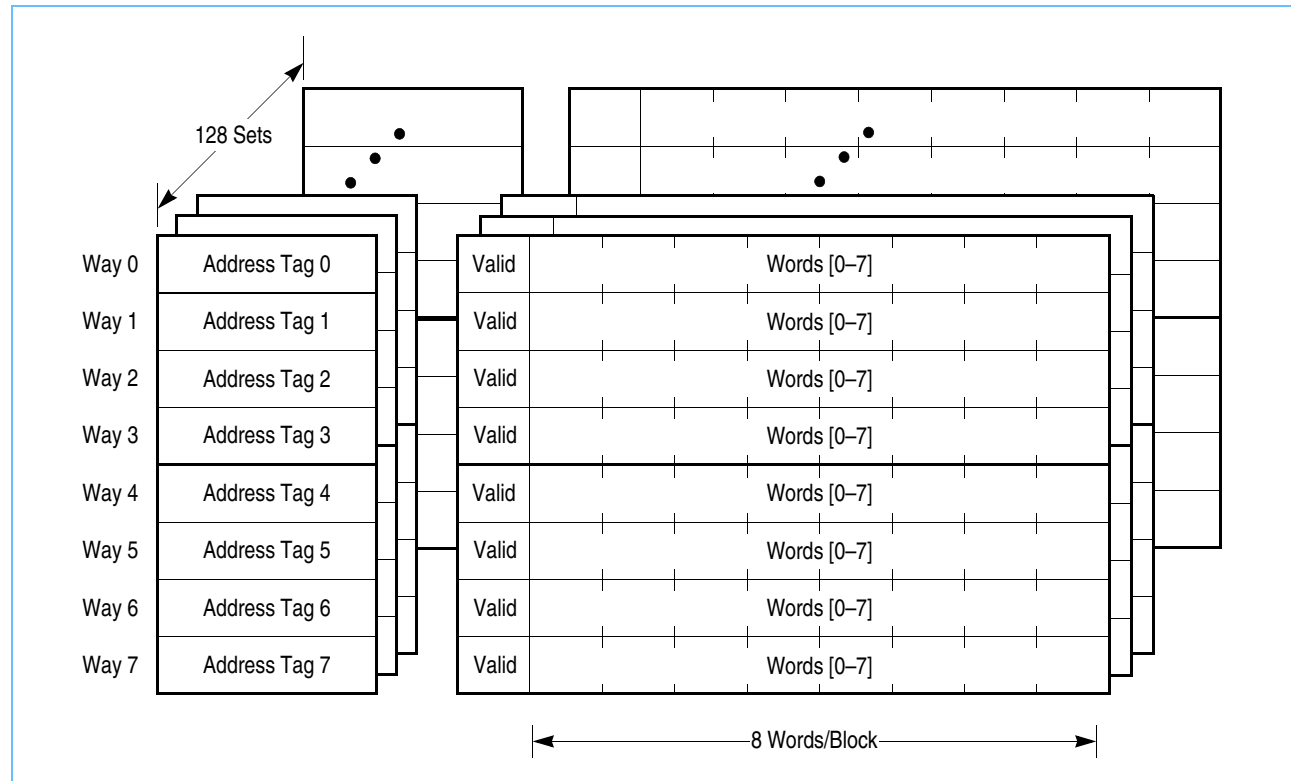 128 Sets
Way 0 Address Tag 0 Valid Words [0–7]
Way 1 Address Tag 1 Valid Words [0–7]
Way 2 Address Tag 2 Valid Words [0–7]
Way 3 Address Tag 3 Valid Words [0–7]
Way 4 Address Tag 4 Valid Words [0–7]
Way 5 Address Tag 5 Valid Words [0–7]
Way 6 Address Tag 6 Valid Words [0–7]
Way 7 Address Tag 7 Valid Words [0–7]
8 Words/Block